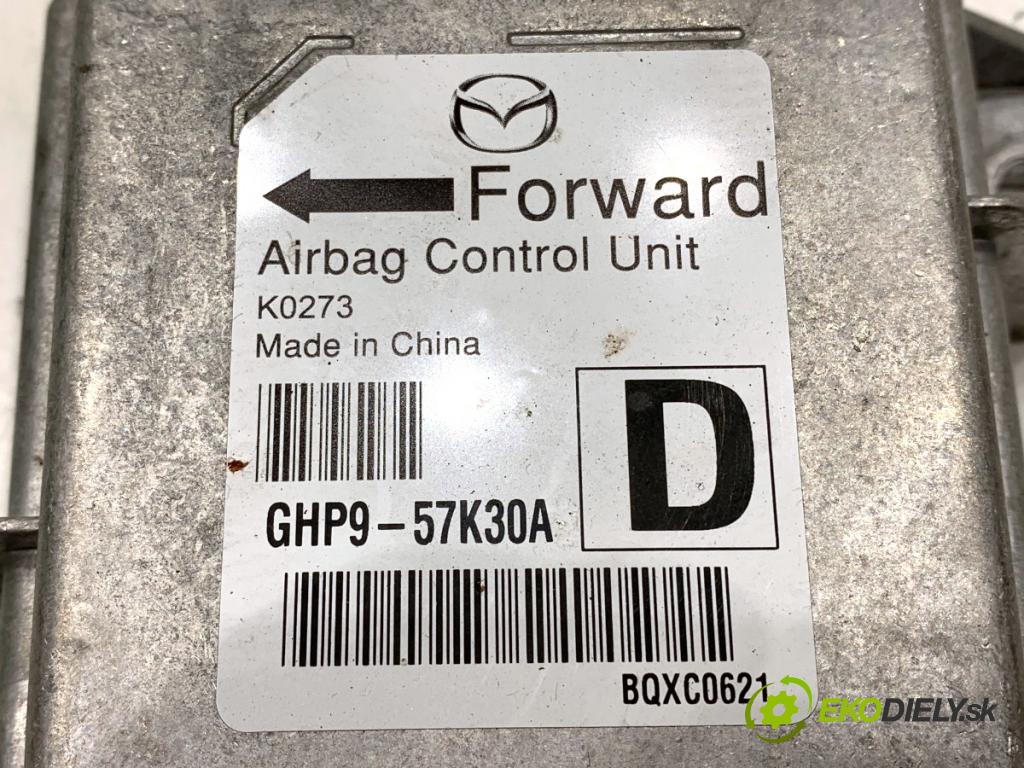 Forward
Airbag Control Unit
K0273
Made in China
D
GHP9-57K30A
BQXC0621
EKODIELY.sk